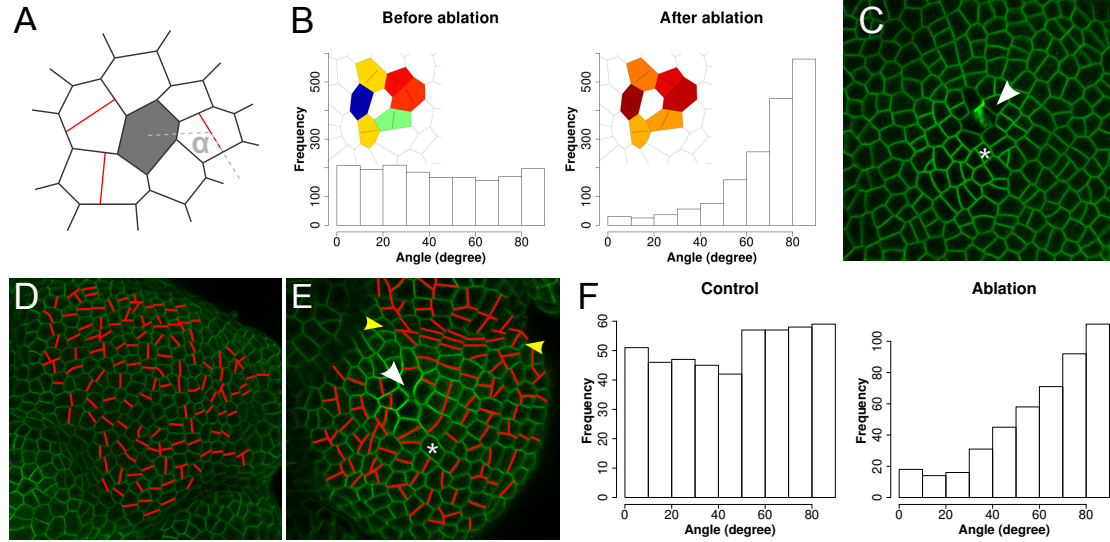 A
α
B
Before ablation
Frequency
0 100 300 500
0 20 40 60 80
Angle (degree)
After ablation
Frequency
0 100 300 500
0 20 40 60 80
Angle (degree)
C
*
D
E
*
F
Control
Frequency
0 10 20 30 40 50 60
0 20 40 60 80
Angle (degree)
Ablation
Frequency
0 20 40 60 80 100
0 20 40 60 80
Angle (degree)